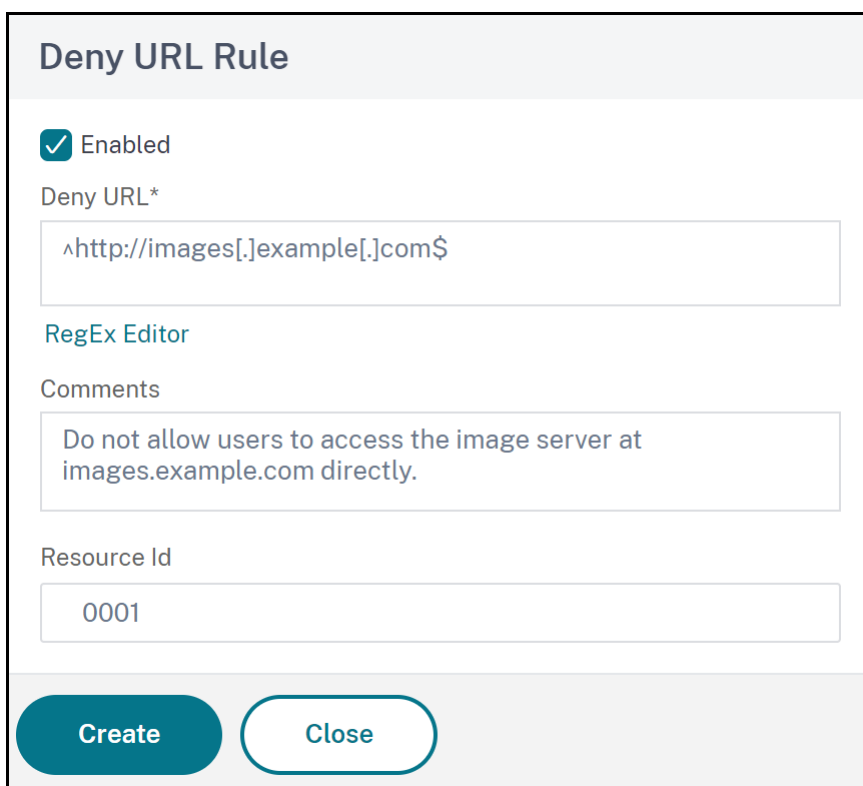 Deny URL Rule
Enabled
Deny URL*
^http://images[.]example[.]com$
RegEx Editor
Comments
Do not allow users to access the image server at
images.example.com directly.
Resource Id
0001
Create
Close